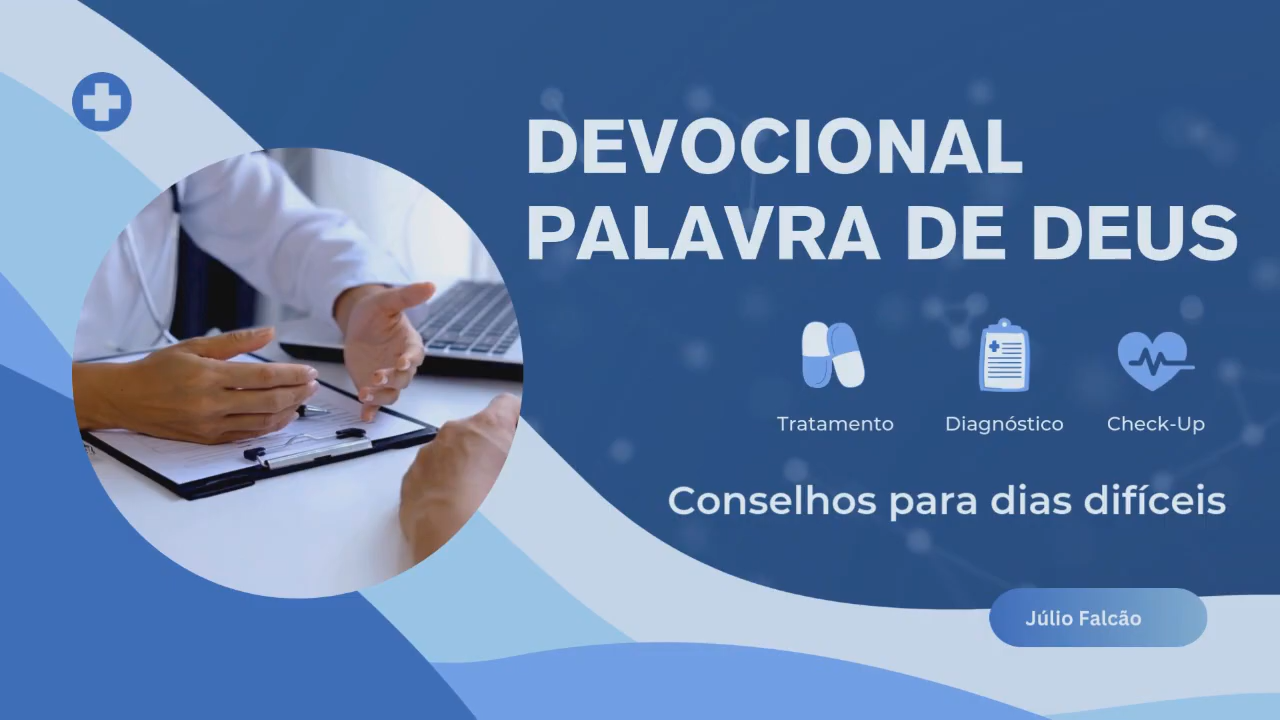 DEVOCIONAL
PALAVRA DE DEUS
Tratamento
Diagnóstico
Check-Up
Conselhos para dias difíceis
Júlio Falcão